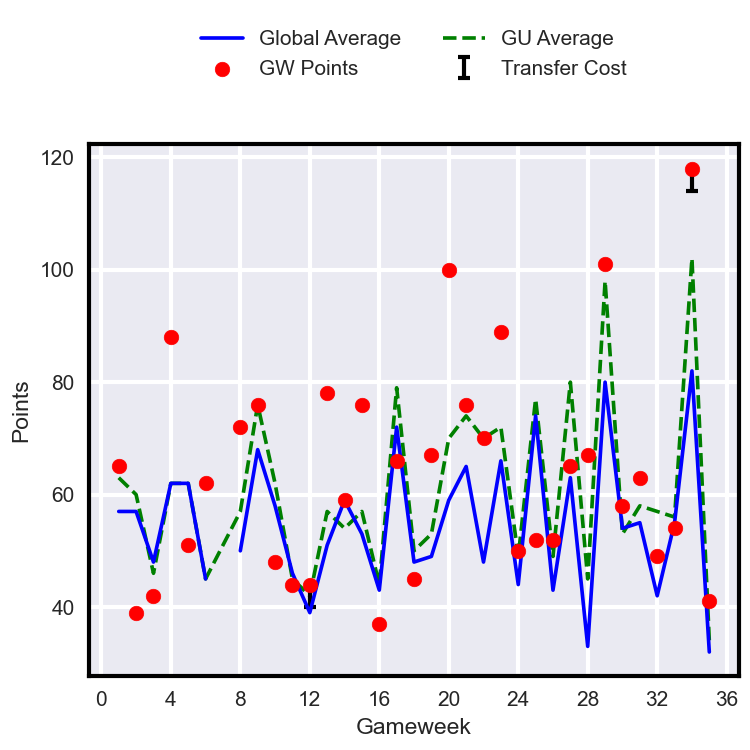 Global Average
GU Average
GW Points
Transfer Cost
120
100
80
60
40
Points
0 4 8 12 16 20 24 28 32 36
Gameweek